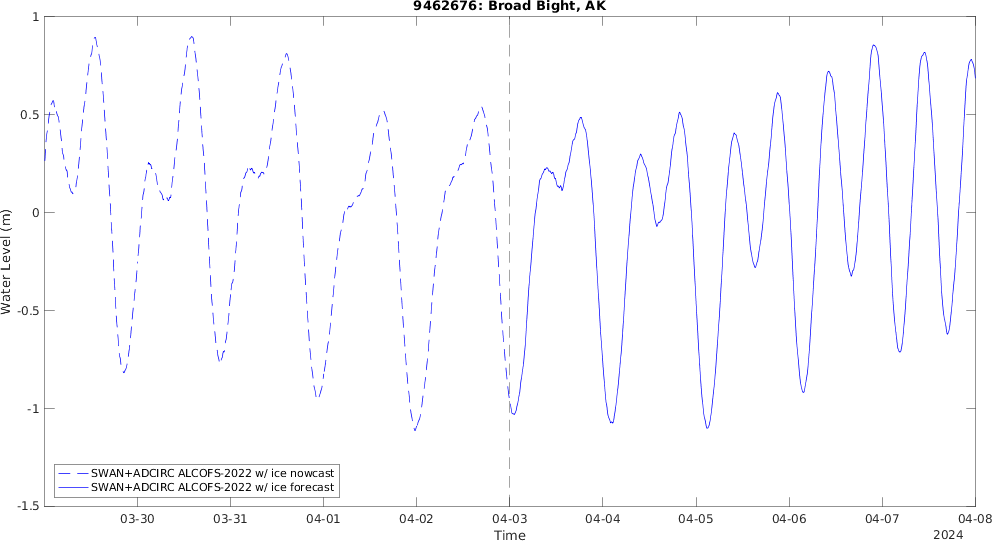 9462676: Broad Bight, AK
1
0.5
0
-0.5
-1
-1.5
Water Level (m)
SWAN+ADCIRC ALCOFS-2022 w/ ice nowcast
SWAN+ADCIRC ALCOFS-2022 w/ ice forecast
03-30 03-31 04-01 04-02 04-03 04-04 04-05 04-06 04-07 04-08
Time
2024